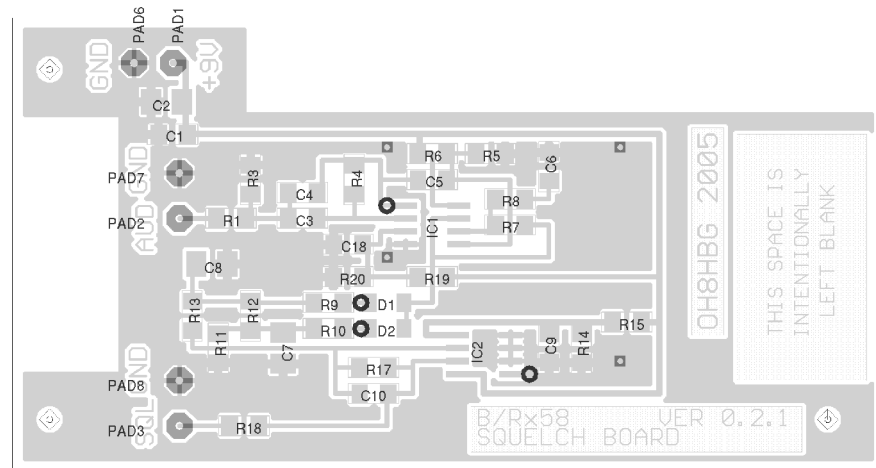 PAD6
PAD1
GND
+9V
C2
C1
PAD7
GND
R3
R4
R6
R5
C6
C4
C5
PAD2
AUD
R1
C3
IC1
R8
R7
C18
C8
R20
R19
R13
R12
R9
D1
R10
D2
R15
R11
C7
IC2
C9
R14
R17
GND
PAD8
C10
PAD3
SQL
R18
OH8HBG 2005
THIS SPACE IS
INTENTIONALLY
LEFT BLANK
B/Rx58 VER 0.2.1
SQUELCH BOARD